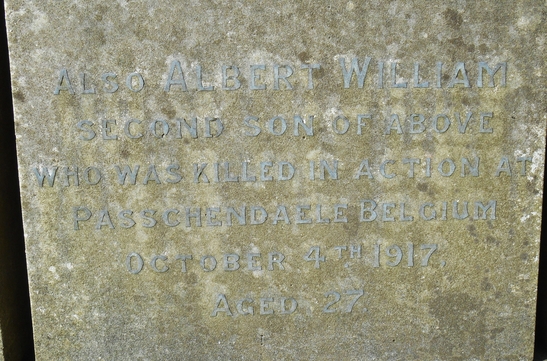 ALSO ALBERT WILLIAM
SECOND SON OF ABOVE
WHO WAS KILLED IN ACTION AT
PASSCHENDAELE BELGIUM
OCTOBER 4TH 1917.
AGED 27.